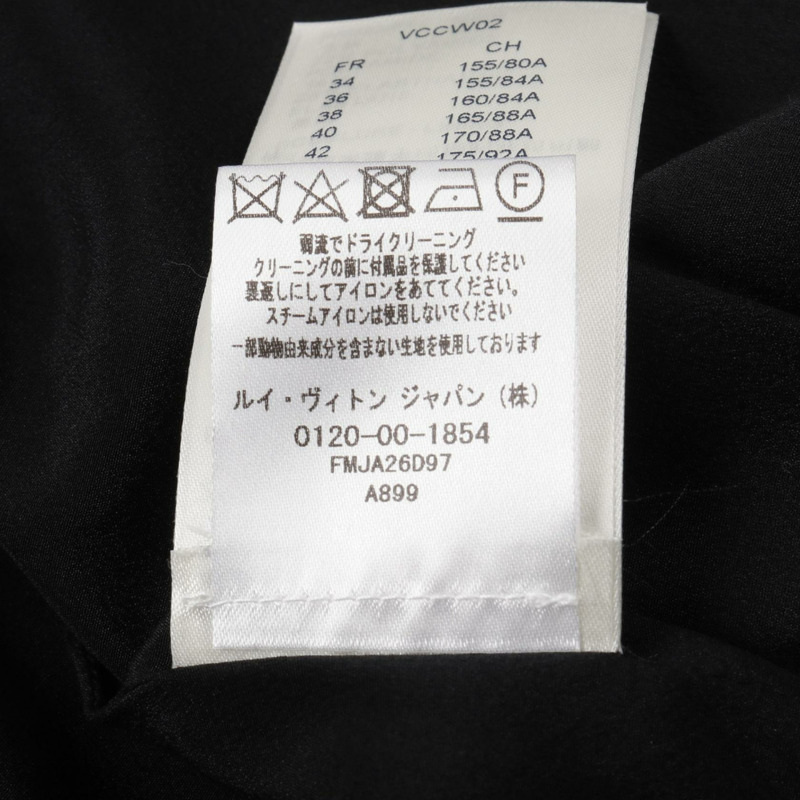 VCCW02
FR CH
34 155/80A
36 155/84A
38 160/84A
40 165/88A
42 170/88A
175/92A
F
弱流でドライクリーニング
クリーニングの前に付属品を保護してください
裏返しにしてアイロンをあててください。
スチームアイロンは使用しないでください
一部動物由来成分を含まない生地を使用しております
ルイ・ヴィトン ジャパン (株)
0120-00-1854
FMJA26D97
A899